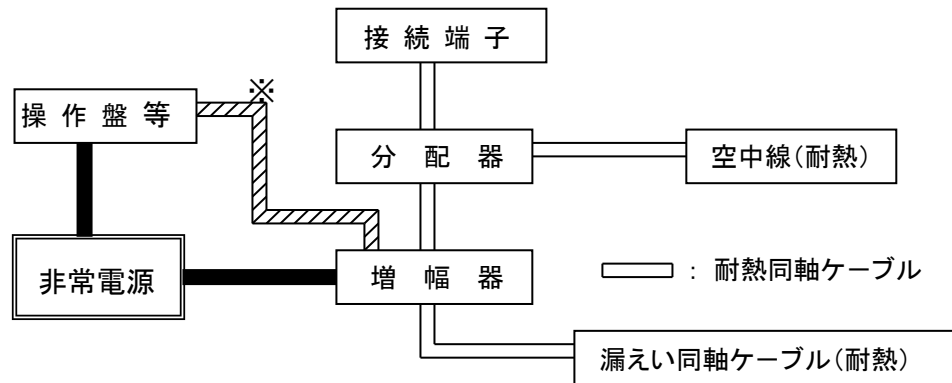 接続端子
※
操作盤等
分配器
空中線(耐熱)
非常電源
増幅器
： 耐熱同軸ケーブル
漏えい同軸ケーブル(耐熱)